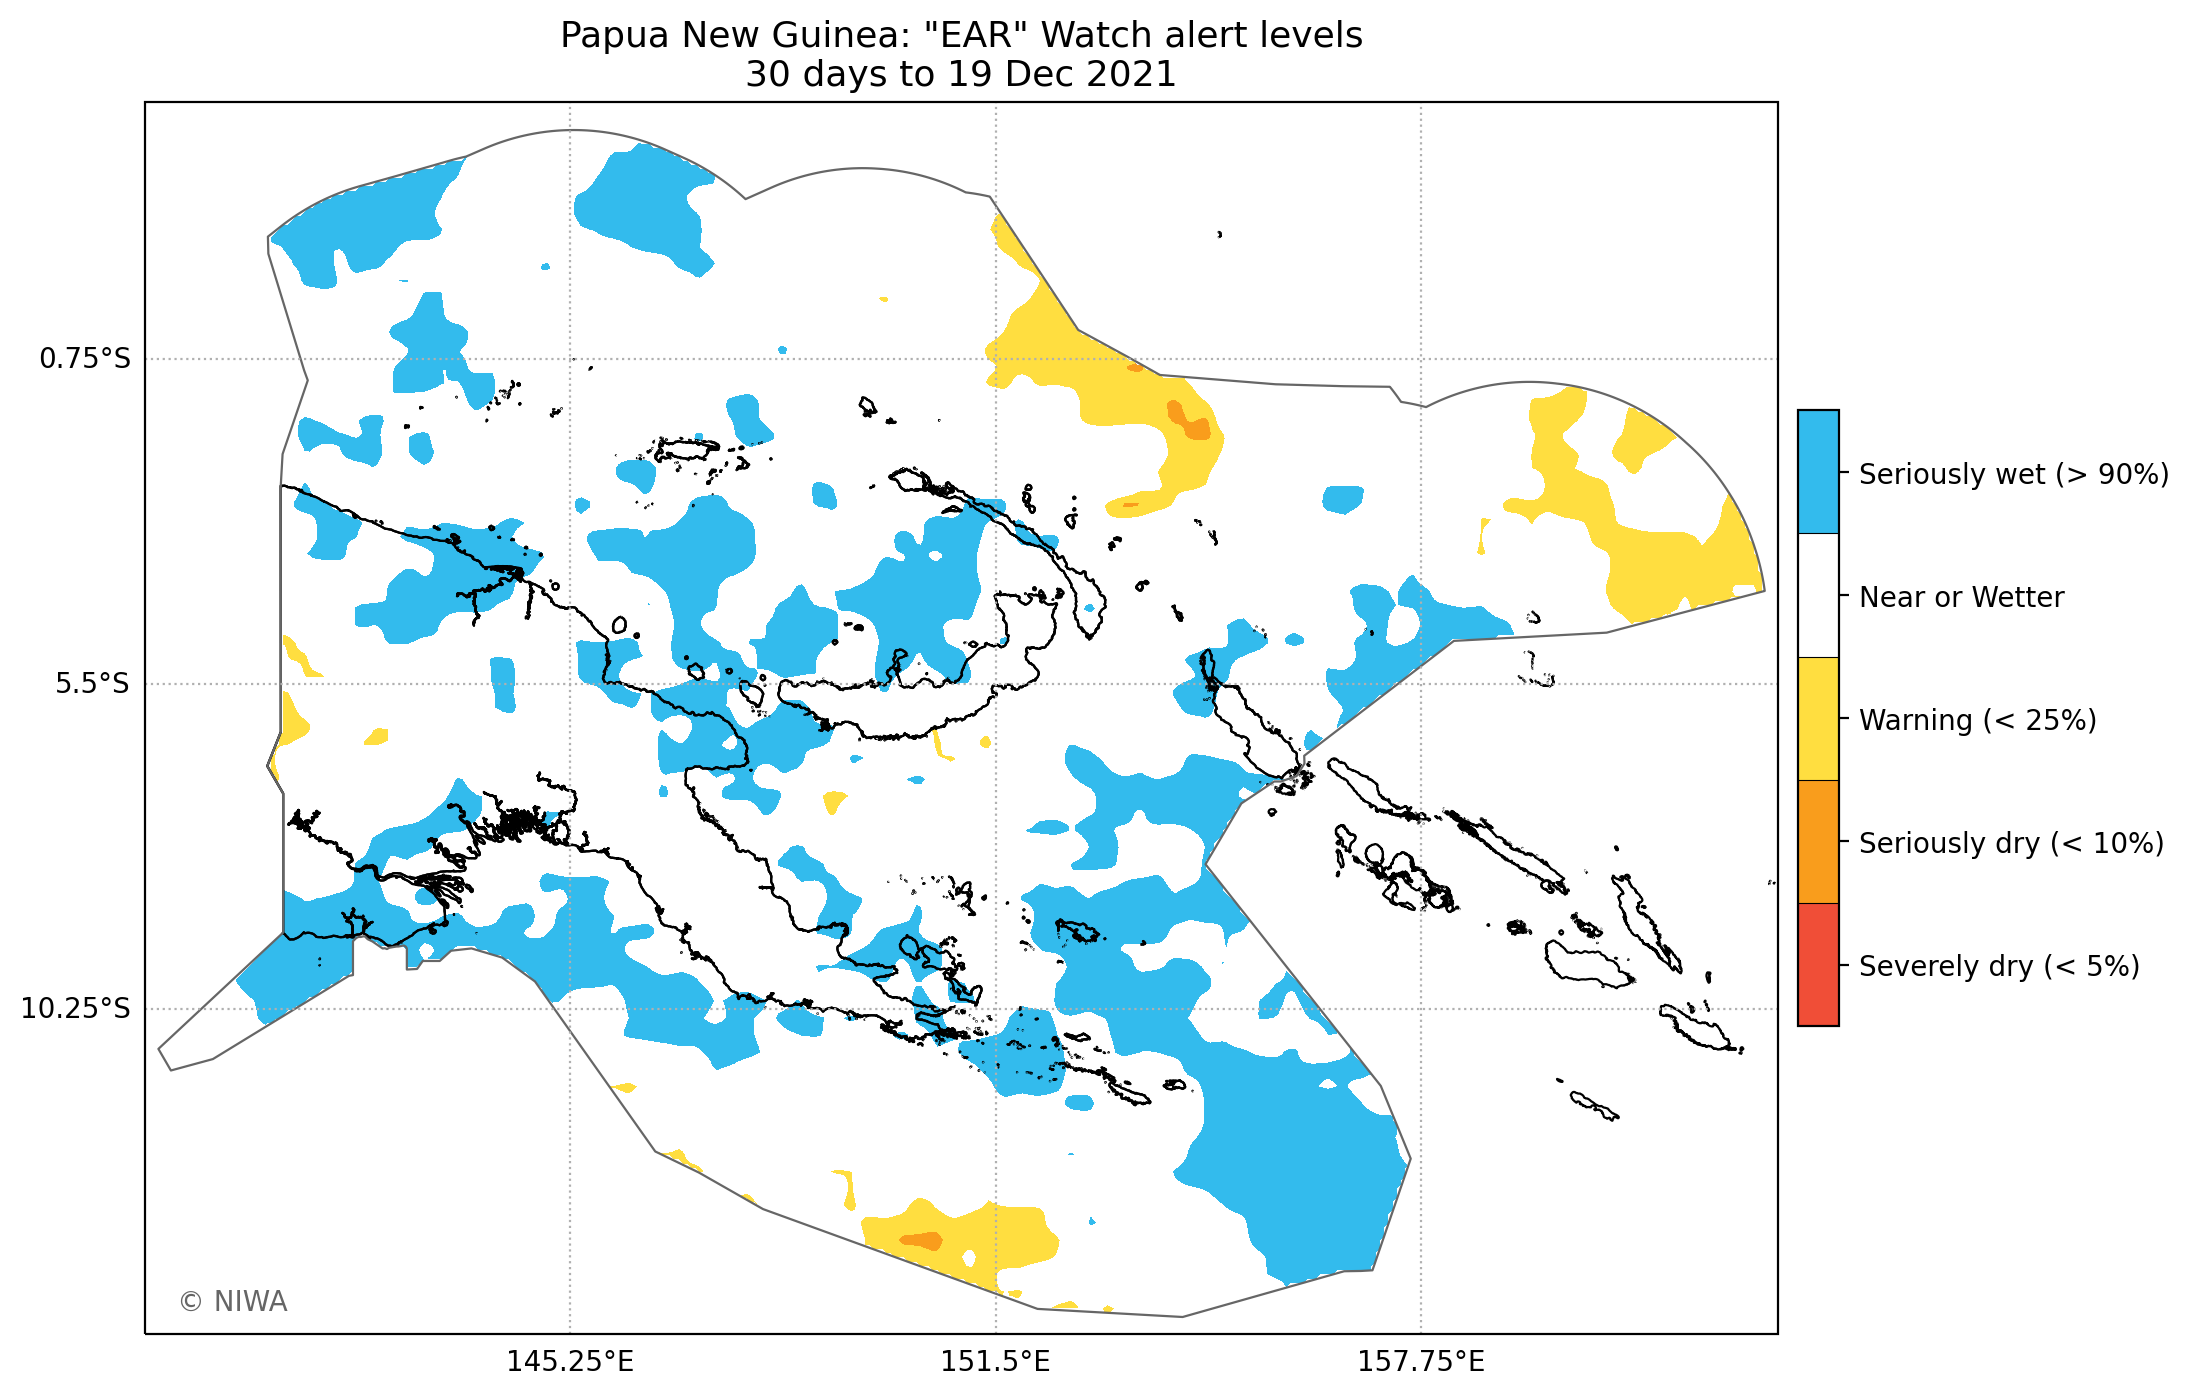 Papua New Guinea: "EAR" Watch alert levels
30 days to 19 Dec 2021
0.75°S
5.5°S
10.25°S
145.25°E
151.5°E
157.75°E
Seriously wet (> 90%)
Near or Wetter
Warning (< 25%)
Seriously dry (< 10%)
Severely dry (< 5%)
© NIWA